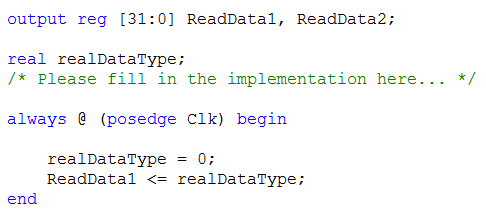 output reg [31:0] ReadData1, ReadData2;
real realDataType;
/* Please fill in the implementation here... */
always @ (posedge Clk) begin
realDataType = 0;
ReadData1 <= realDataType;
end